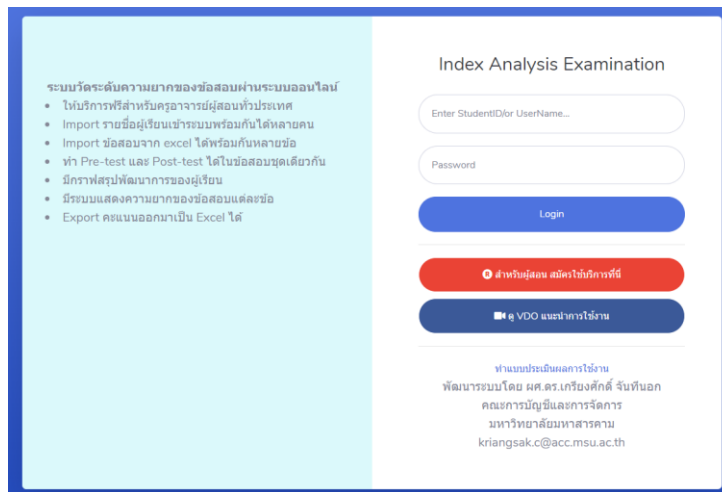 ระบบวัดระดับความยากของข้อสอบผ่านระบบออนไลน์
ให้บริการฟรีสำหรับครูอาจารย์ผู้สอนทั่วประเทศ
Import รายชื่อผู้เรียนเข้าระบบพร้อมกันได้หลายคน
Import ข้อสอบจาก excel ได้พร้อมกันหลายข้อ
ทำ Pre-test และ Post-test ได้ในข้อสอบชุดเดียวกัน
มีกราฟสรุปพัฒนาการของผู้เรียน
มีระบบแสดงความยากของข้อสอบแต่ละข้อ
Export คะแนนออกมาเป็น Excel ได้
Index Analysis Examination
Enter StudentID/or UserName...
Password
Login
สำหรับผู้สอน สมัครใช้บริการที่นี่
ดู VDO แนะนำการใช้งาน
ทำแบบประเมินผลการใช้งาน
พัฒนาระบบโดย ผศ.ดร.เกรียงศักดิ์ จันทีนอก
คณะการบัญชีและการจัดการ
มหาวิทยาลัยมหาสารคาม
kriangsak.c@acc.msu.ac.th